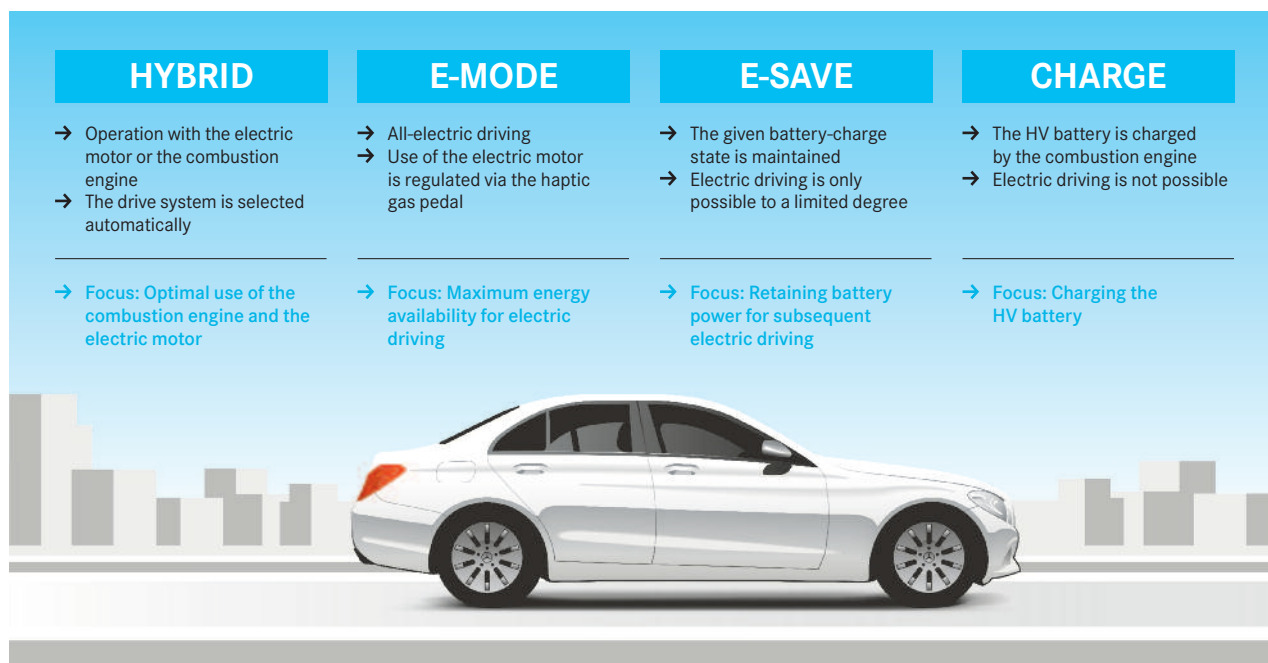 HYBRID
→ Operation with the electric
motor or the combustion
engine
→ The drive system is selected
automatically
→ Focus: Optimal use of the
combustion engine and the
electric motor
E-MODE
→ All-electric driving
→ Use of the electric motor
is regulated via the haptic
gas pedal
→ Focus: Maximum energy
availability for electric
driving
E-SAVE
→ The given battery-charge
state is maintained
→ Electric driving is only
possible to a limited degree
→ Focus: Retaining battery
power for subsequent
electric driving
CHARGE
→ The HV battery is charged
by the combustion engine
→ Electric driving is not possible
→ Focus: Charging the
HV battery